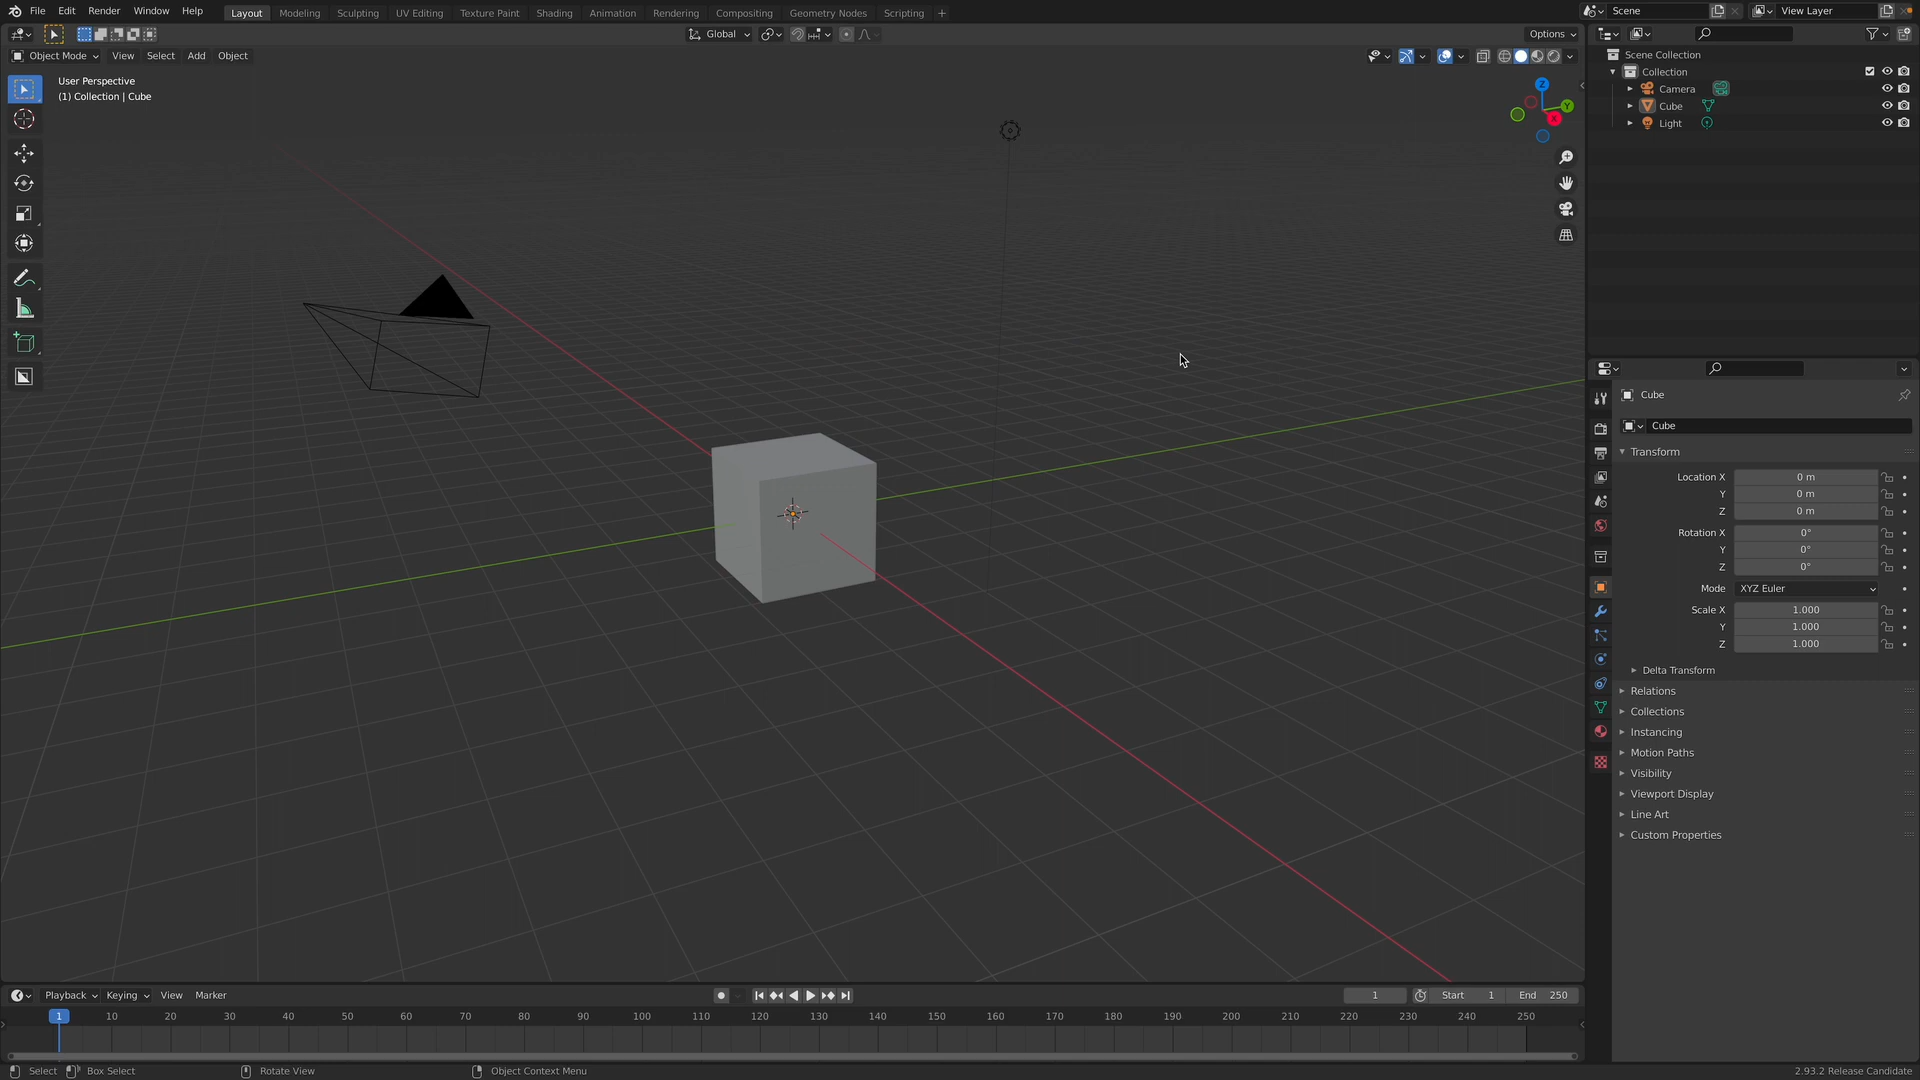 File Edit Render Window Help Layout Modeling Sculpting UV Editing Texture Paint Shading Animation Rendering Compositing Geometry Nodes Scripting + Scene View Layer
Global Options
Object Mode View Select Add Object
User Perspective
(1) Collection | Cube
Z
Y
X
Scene Collection
Collection
Camera
Cube
Light
Cube
Cube
Transform
Location X 0 m
Y 0 m
Z 0 m
Rotation X 0°
Y 0°
Z 0°
Mode XYZ Euler
Scale X 1.000
Y 1.000
Z 1.000
Delta Transform
Relations
Collections
Instancing
Motion Paths
Visibility
Viewport Display
Line Art
Custom Properties
Playback Keying View Marker 1 Start 1 End 250
1 10 20 30 40 50 60 70 80 90 100 110 120 130 140 150 160 170 180 190 200 210 220 230 240 250
Select Box Select Rotate View Object Context Menu 2.93.2 Release Candidate